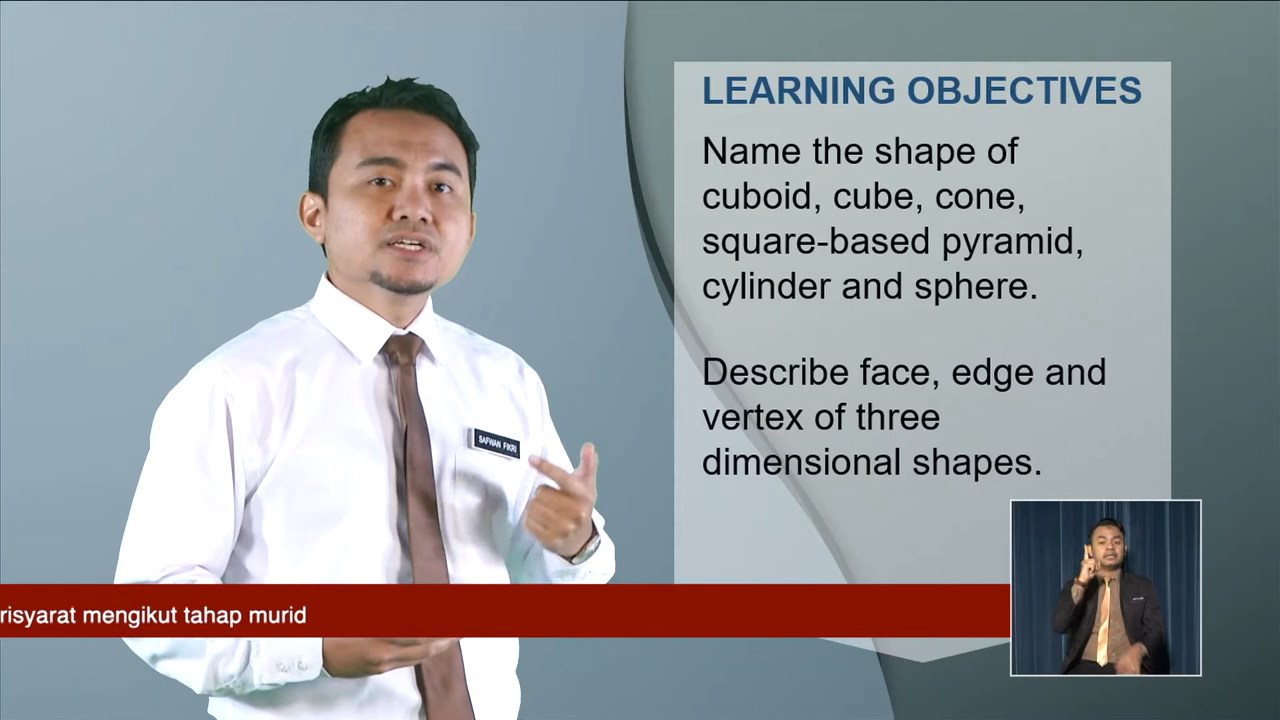 LEARNING OBJECTIVES
Name the shape of
cuboid, cube, cone,
square-based pyramid,
cylinder and sphere.
Describe face, edge and
vertex of three
dimensional shapes.
SAFWAN FIKRI
risyarat mengikut tahap murid